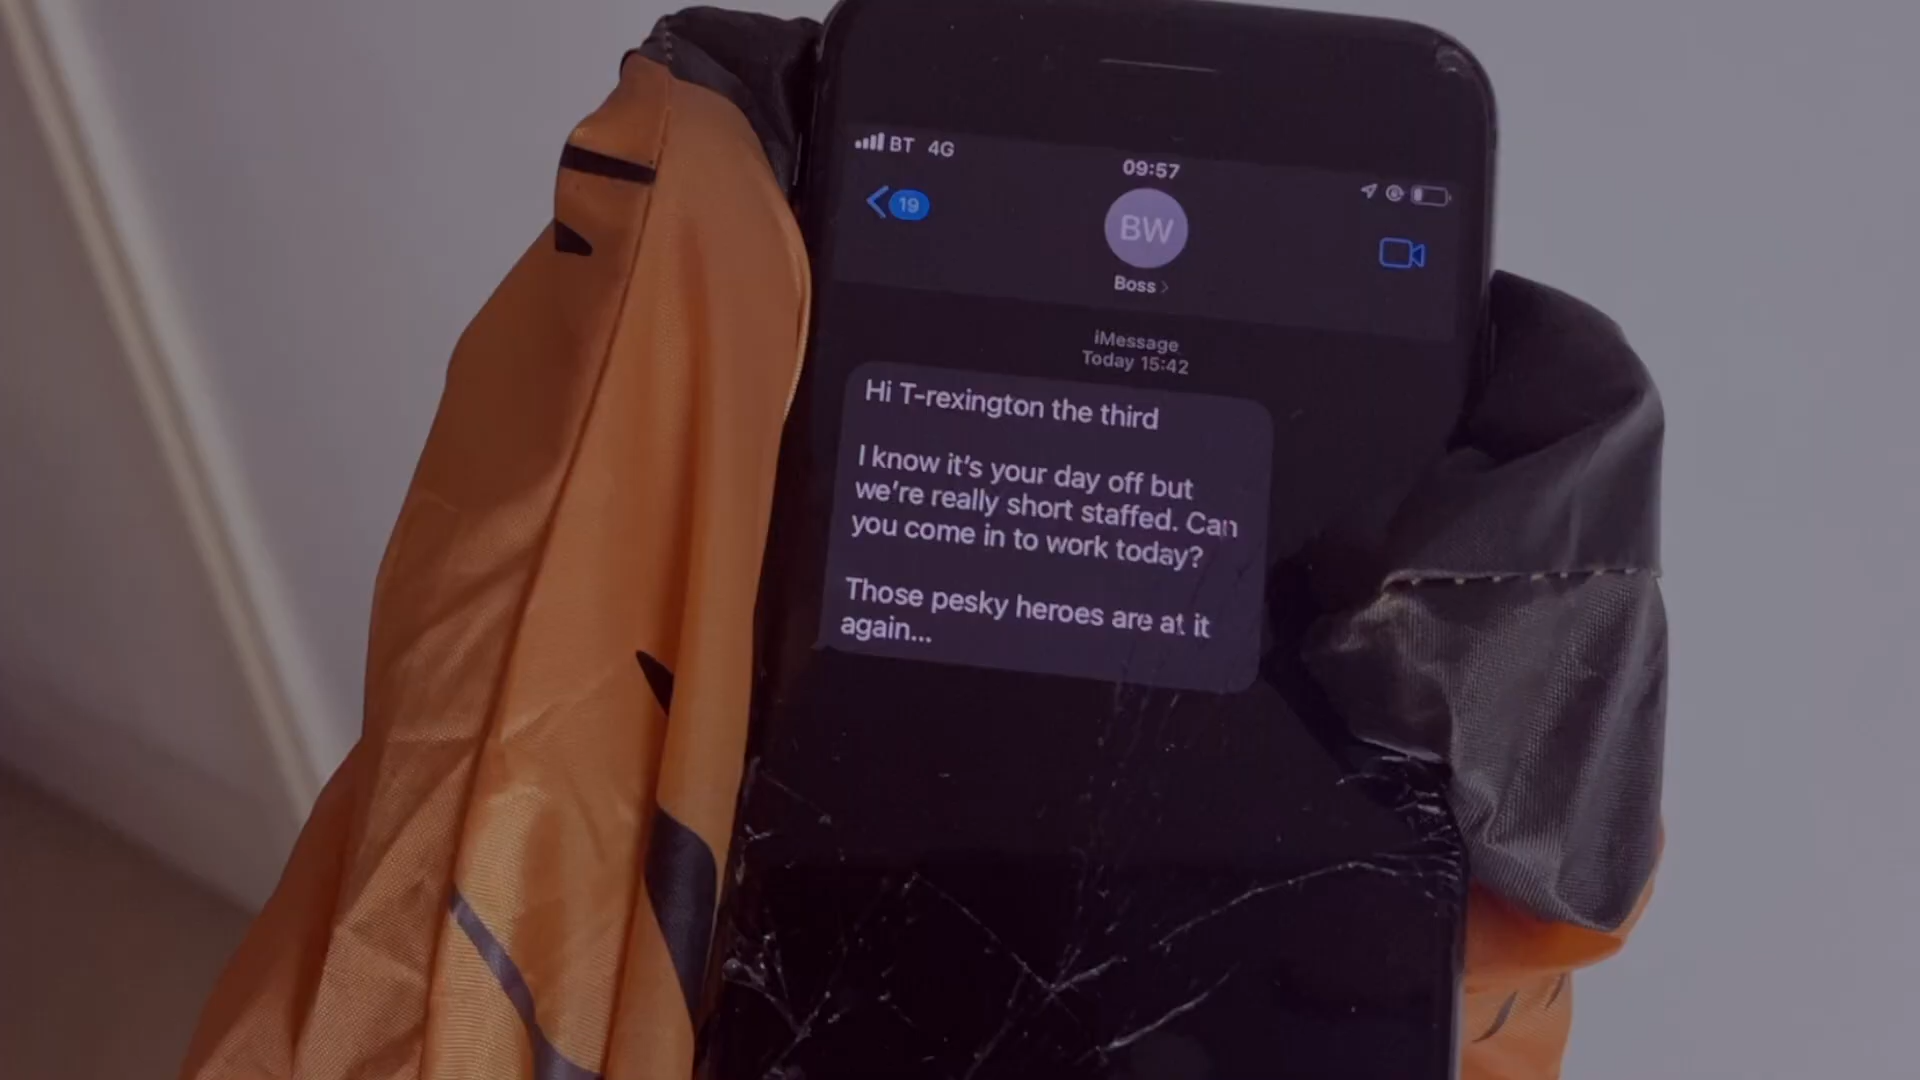 BT 4G
09:57
19
BW
Boss
iMessage
Today 15:42
Hi T-rexington the third
I know it's your day off but
we're really short staffed. Can
you come in to work today?
Those pesky heroes are at it
again...